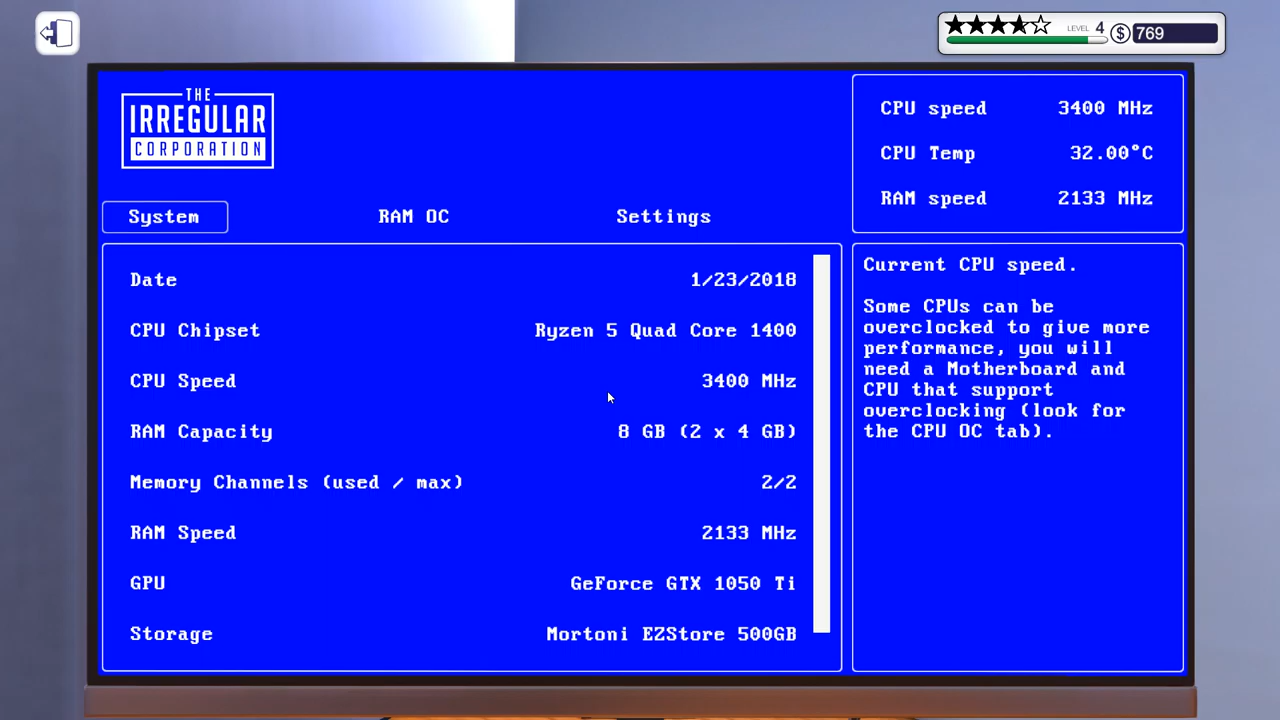 LEVEL 4 $ 769
THE
IRREGULAR
CORPORATION
CPU speed 3400 MHz
CPU Temp 32.00°C
RAM speed 2133 MHz
System RAM OC Settings
Date 1/23/2018
CPU Chipset Ryzen 5 Quad Core 1400
CPU Speed 3400 MHz
RAM Capacity 8 GB (2 x 4 GB)
Memory Channels (used / max) 2/2
RAM Speed 2133 MHz
GPU GeForce GTX 1050 Ti
Storage Mortoni EZStore 500GB
Current CPU speed.
Some CPUs can be
overclocked to give more
performance, you will
need a Motherboard and
CPU that support
overclocking (look for
the CPU OC tab).